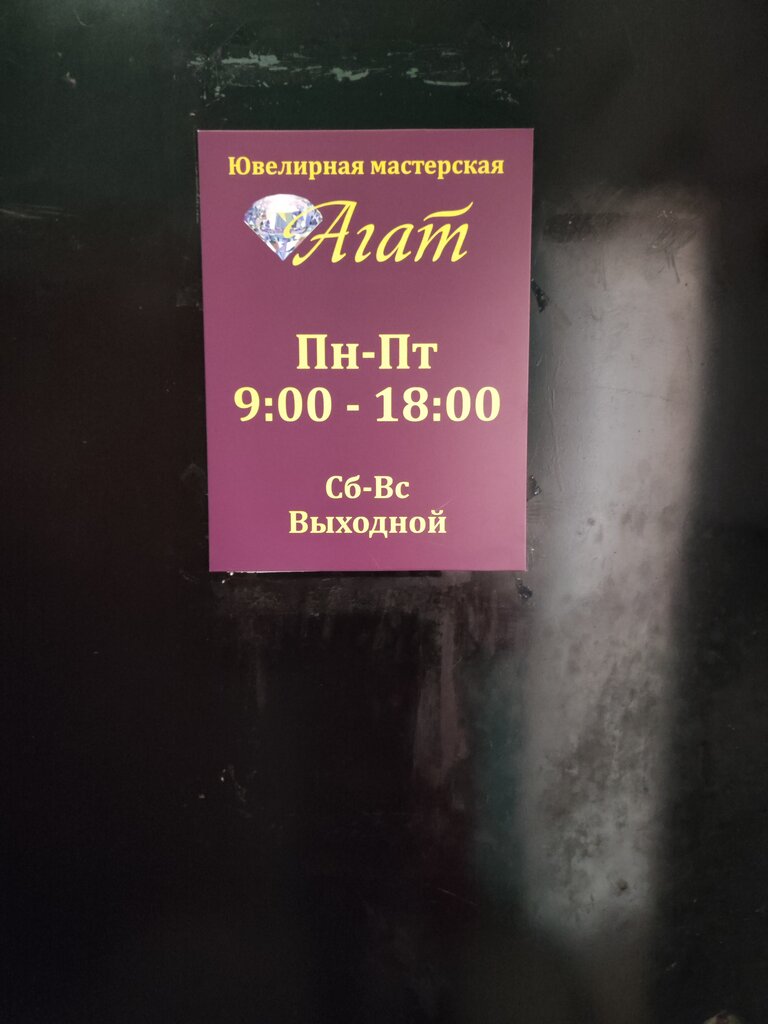 Ювелирная мастерская
Агат
Пн-Пт
9:00 - 18:00
Сб-Вс
Выходной